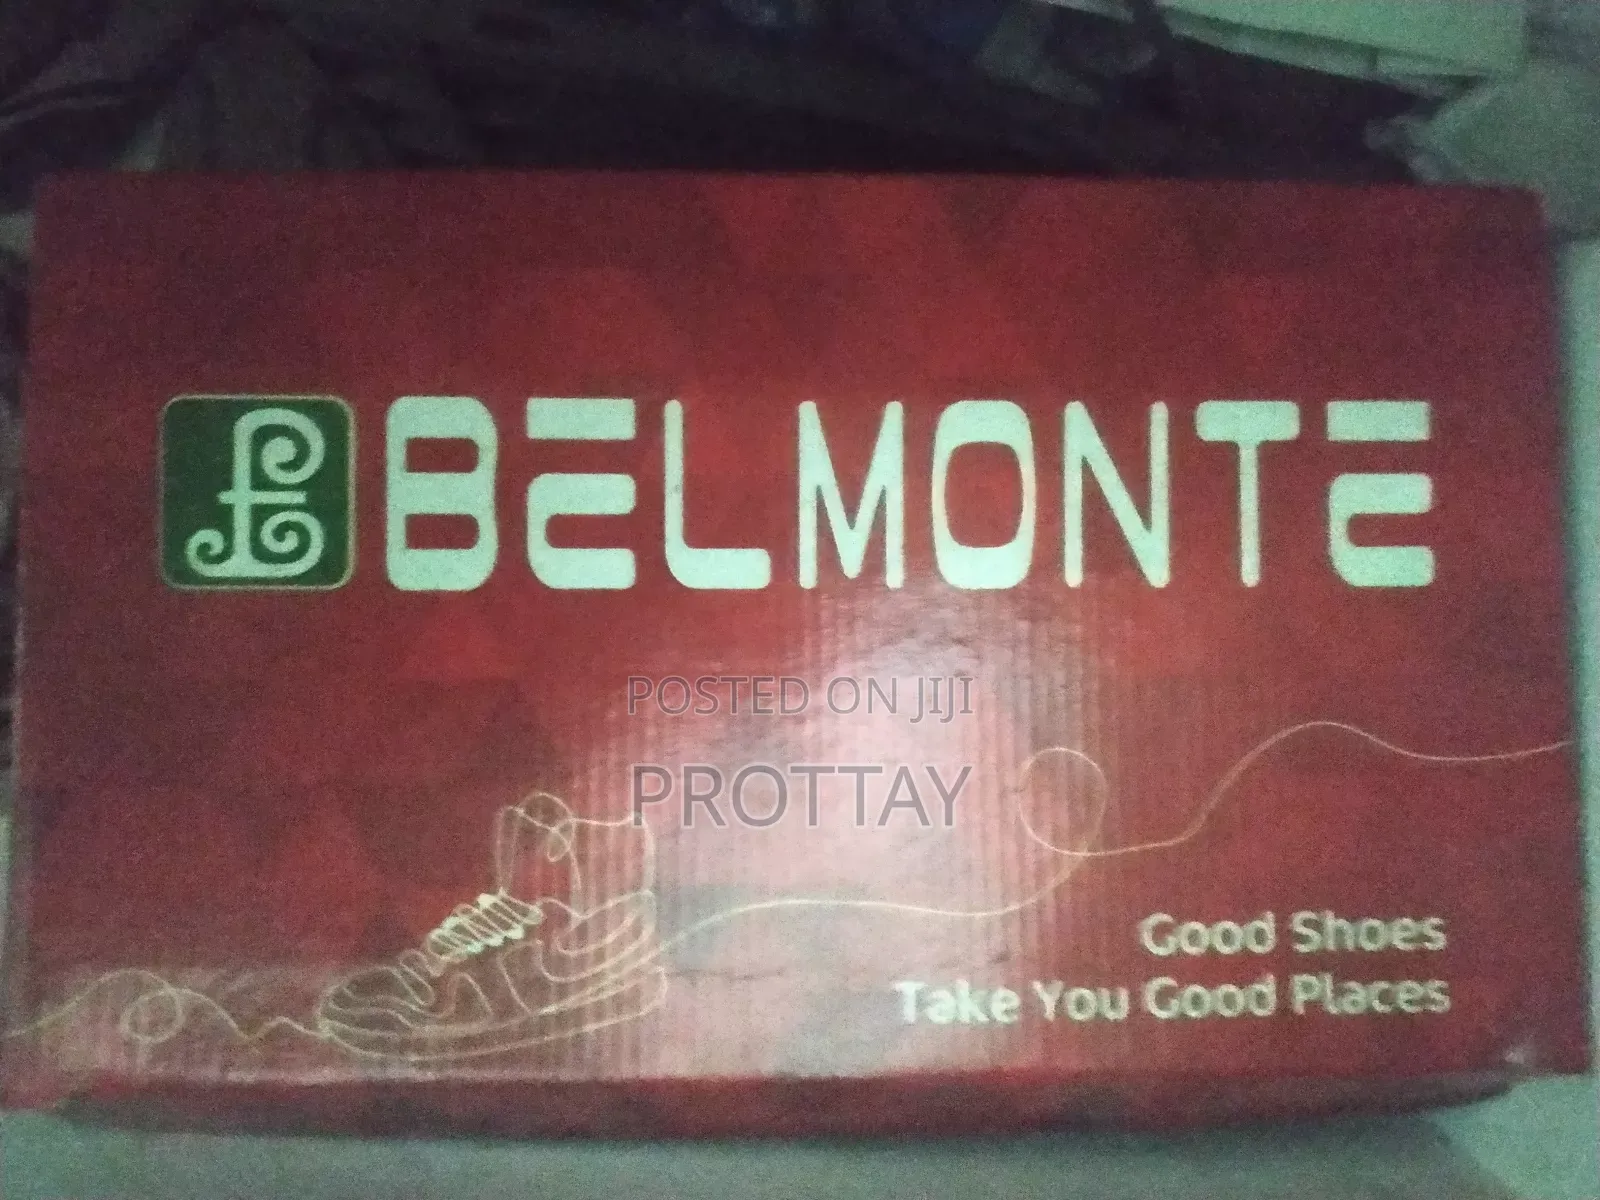 BELMONTE
POSTED ON JIJI
PROTTAY
Good Shoes
Take You Good Places